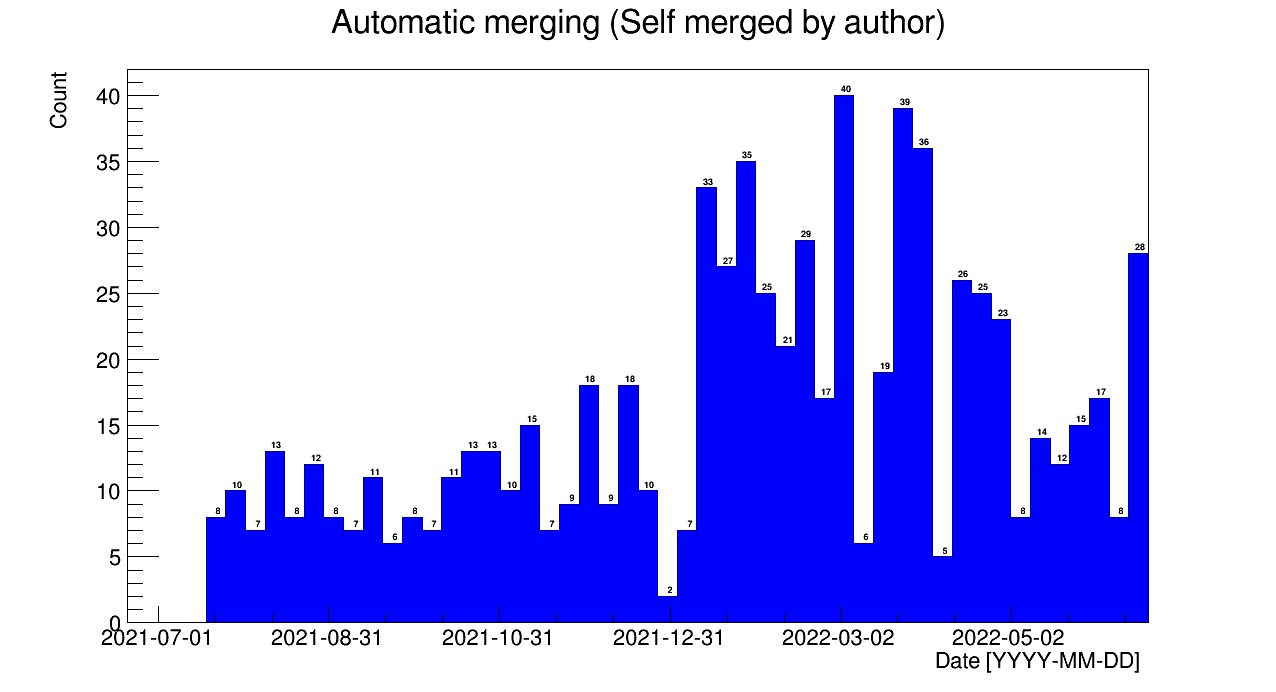 Automatic merging (Self merged by author)
Count
40
35
30
25
20
15
10
5
0
8 10 7 13 8 12 8 7 11 6 8 7 11 13 13 10 15 7 9 18 9 18 10 2 7 33 27 35 25 21 29 17 40 6 19 39 36 5 26 25 23 8 14 12 15 17 8 28
2021-07-01 2021-08-31 2021-10-31 2021-12-31 2022-03-02 2022-05-02
Date [YYYY-MM-DD]